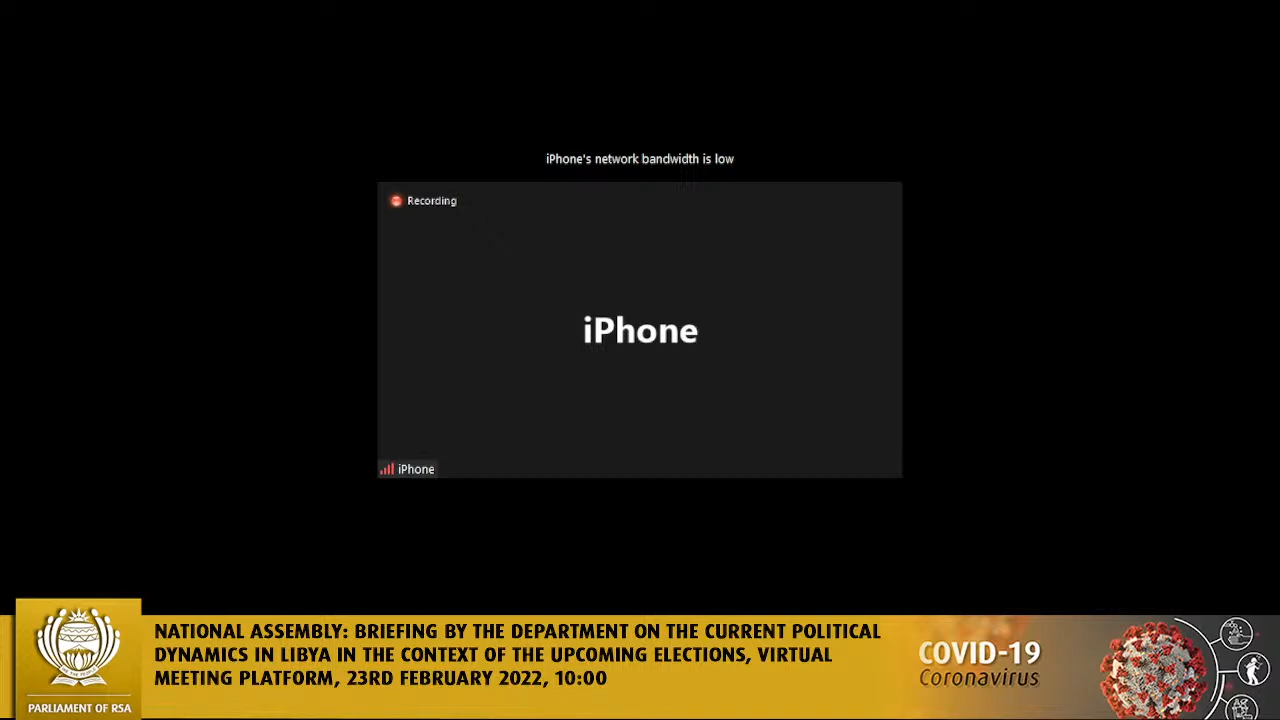 iPhone's network bandwidth is low
Recording
iPhone
iPhone
NATIONAL ASSEMBLY: BRIEFING BY THE DEPARTMENT ON THE CURRENT POLITICAL
DYNAMICS IN LIBYA IN THE CONTEXT OF THE UPCOMING ELECTIONS, VIRTUAL
MEETING PLATFORM, 23RD FEBRUARY 2022, 10:00
PARLIAMENT OF RSA
COVID-19
Coronavirus